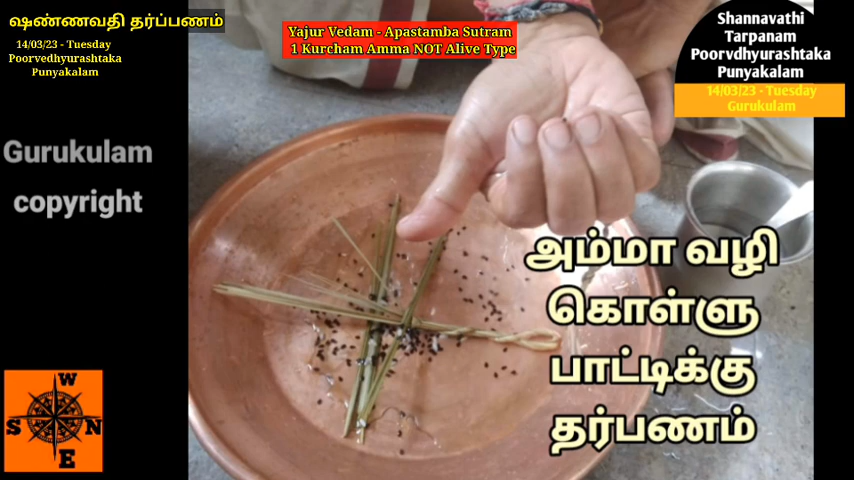 ஷண்ணவதி தர்ப்பணம்
14/03/23 - Tuesday
Poorvedhyurashtaka
Punyakalam
Yajur Vedam - Apastamba Sutram
1 Kurcham Amma NOT Alive Type
Shannavathi
Tarpanam
Poorvdhyurashtaka
Punyakalam
14/03/23 - Tuesday
Gurukulam
Gurukulam
copyright
அம்மா வழி
கொள்ளு
பாட்டிக்கு
தர்பணம்
W
S N
E